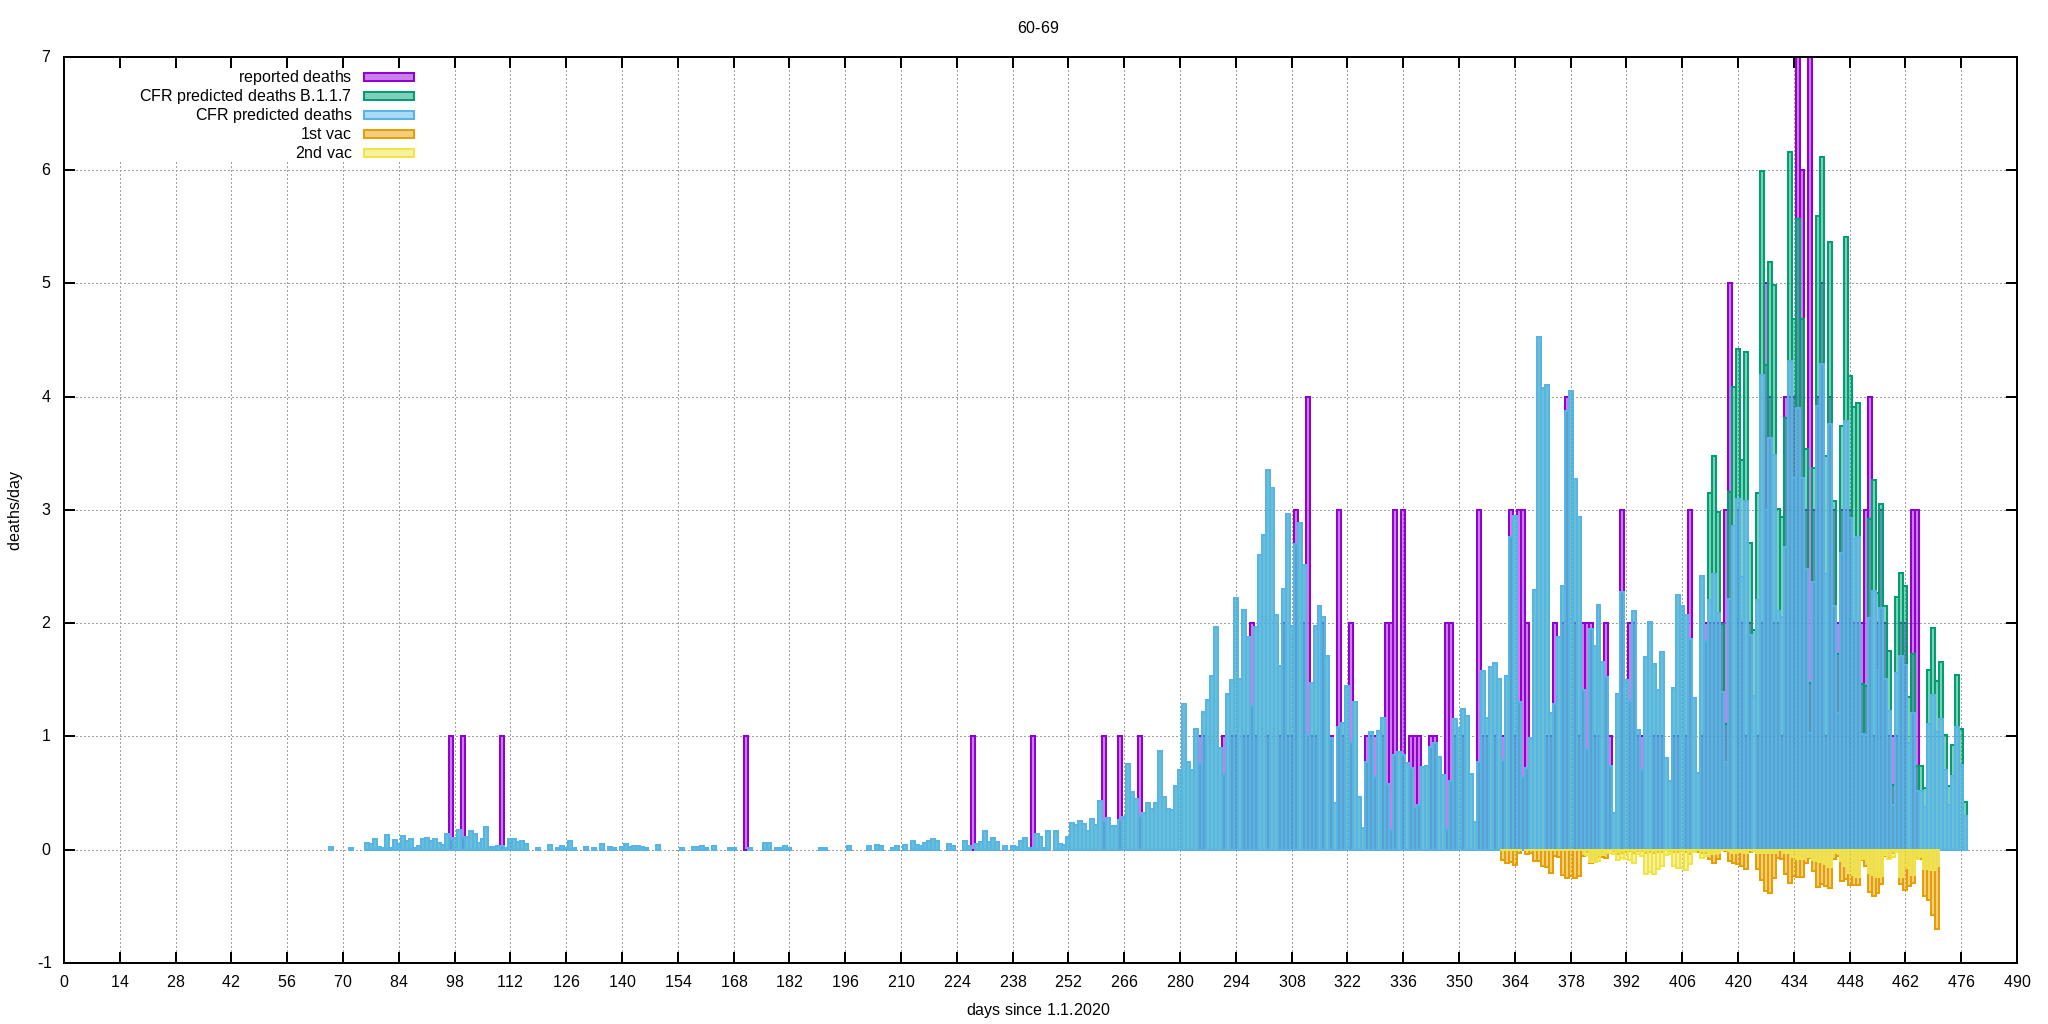 60-69
reported deaths
CFR predicted deaths B.1.1.7
CFR predicted deaths
1st vac
2nd vac
7
6
5
4
3
2
1
0
-1
deaths/day
0 14 28 42 56 70 84 98 112 126 140 154 168 182 196 210 224 238 252 266 280 294 308 322 336 350 364 378 392 406 420 434 448 462 476 490
days since 1.1.2020